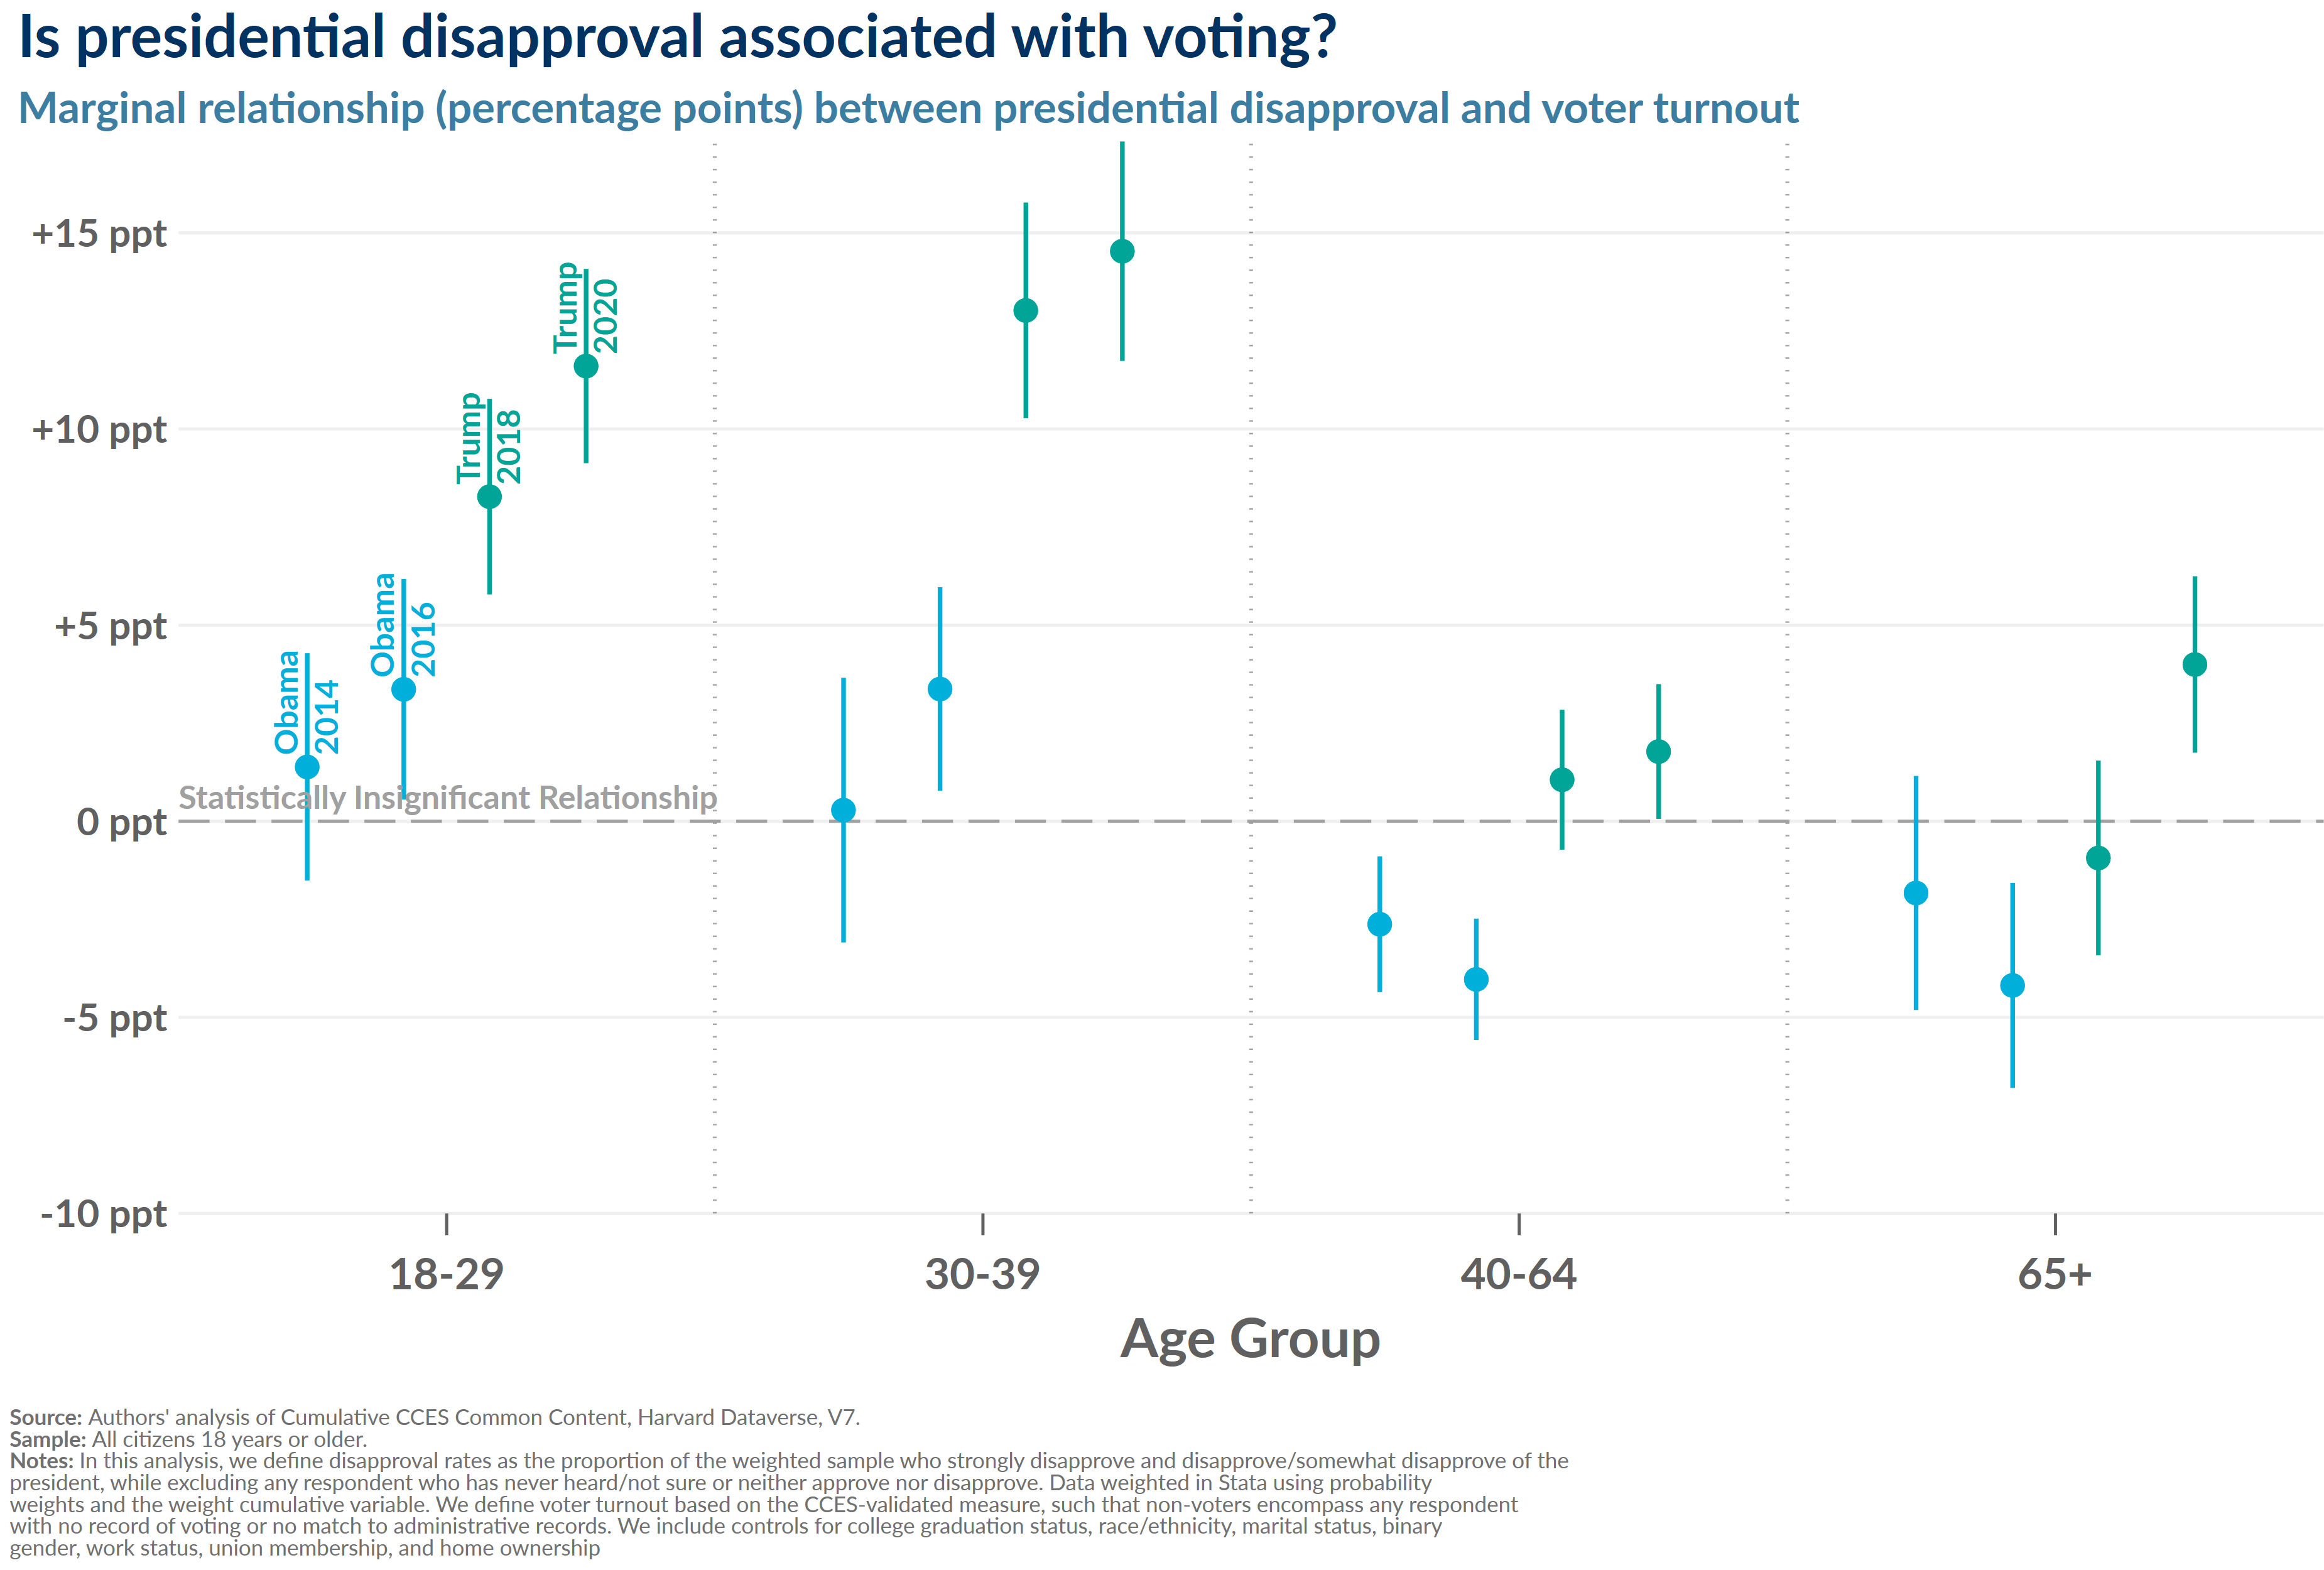 Is presidential disapproval associated with voting?
Marginal relationship (percentage points) between presidential disapproval and voter turnout
+15 ppt
+10 ppt
+5 ppt
0 ppt
-5 ppt
-10 ppt
Obama
2014
Obama
2016
Trump
2018
Trump
2020
Statistically Insignificant Relationship
18-29
30-39
40-64
65+
Age Group
Source: Authors' analysis of Cumulative CCES Common Content, Harvard Dataverse, V7.
Sample: All citizens 18 years or older.
Notes: In this analysis, we define disapproval rates as the proportion of the weighted sample who strongly disapprove and disapprove/somewhat disapprove of the
president, while excluding any respondent who has never heard/not sure or neither approve nor disapprove. Data weighted in Stata using probability
weights and the weight cumulative variable. We define voter turnout based on the CCES-validated measure, such that non-voters encompass any respondent
with no record of voting or no match to administrative records. We include controls for college graduation status, race/ethnicity, marital status, binary
gender, work status, union membership, and home ownership